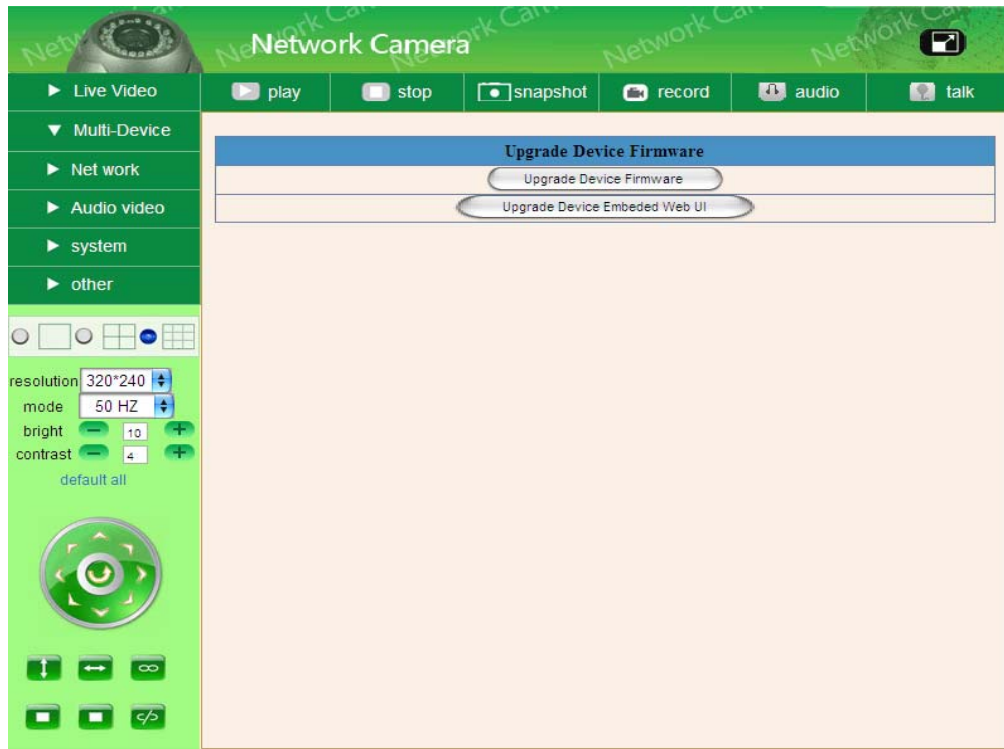 Network Camera
Live Video
play stop snapshot record audio talk
Multi-Device
Net work
Audio video
system
other
Upgrade Device Firmware
Upgrade Device Firmware
Upgrade Device Embeded Web UI
resolution 320*240
mode 50 HZ
bright 10
contrast 4
default all